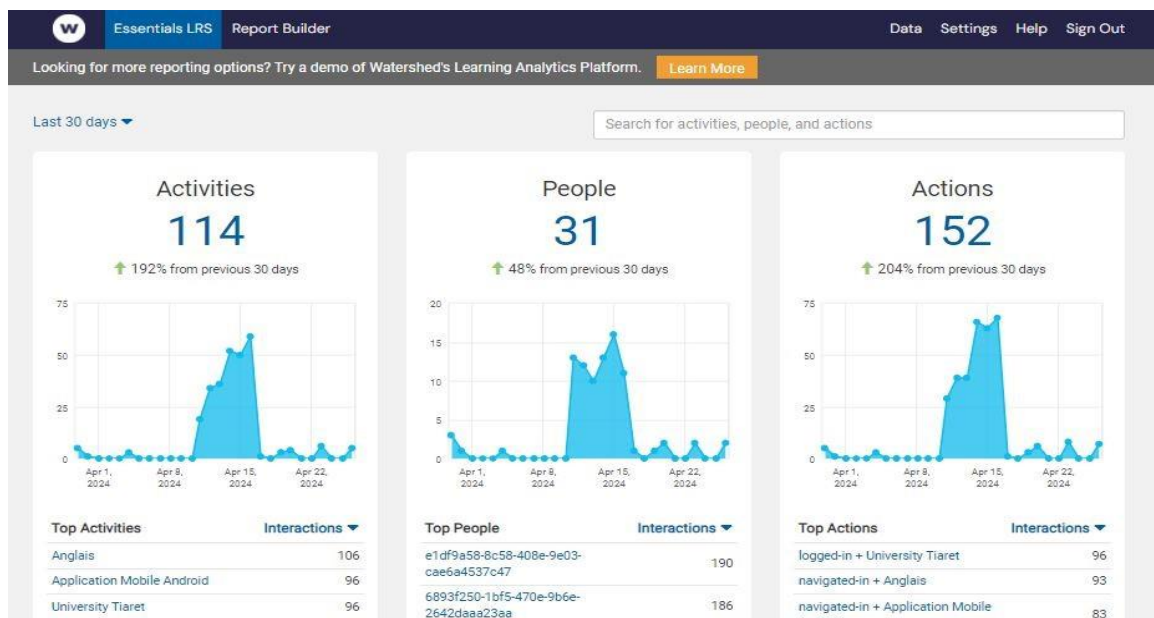 W Essentials LRS Report Builder Data Settings Help Sign Out
Looking for more reporting options? Try a demo of Watershed's Learning Analytics Platform. Learn More
Last 30 days
Search for activities, people, and actions
Activities
114
192% from previous 30 days
75
50
25
0
Apr 1, 2024
Apr 8, 2024
Apr 15, 2024
Apr 22, 2024
Top Activities Interactions
Anglais 106
Application Mobile Android 96
University Tiaret 96
People
31
48% from previous 30 days
20
15
10
5
0
Apr 1, 2024
Apr 8, 2024
Apr 15, 2024
Apr 22, 2024
Top People Interactions
e1df9a58-8c58-408e-9e03-
cae6a4537c47 190
6893f250-1bf5-470e-9b6e-
2642daaa23aa 186
Actions
152
204% from previous 30 days
75
50
25
0
Apr 1, 2024
Apr 8, 2024
Apr 15, 2024
Apr 22, 2024
Top Actions Interactions
logged-in + University Tiaret 96
navigated-in + Anglais 93
navigated-in + Application Mobile 83